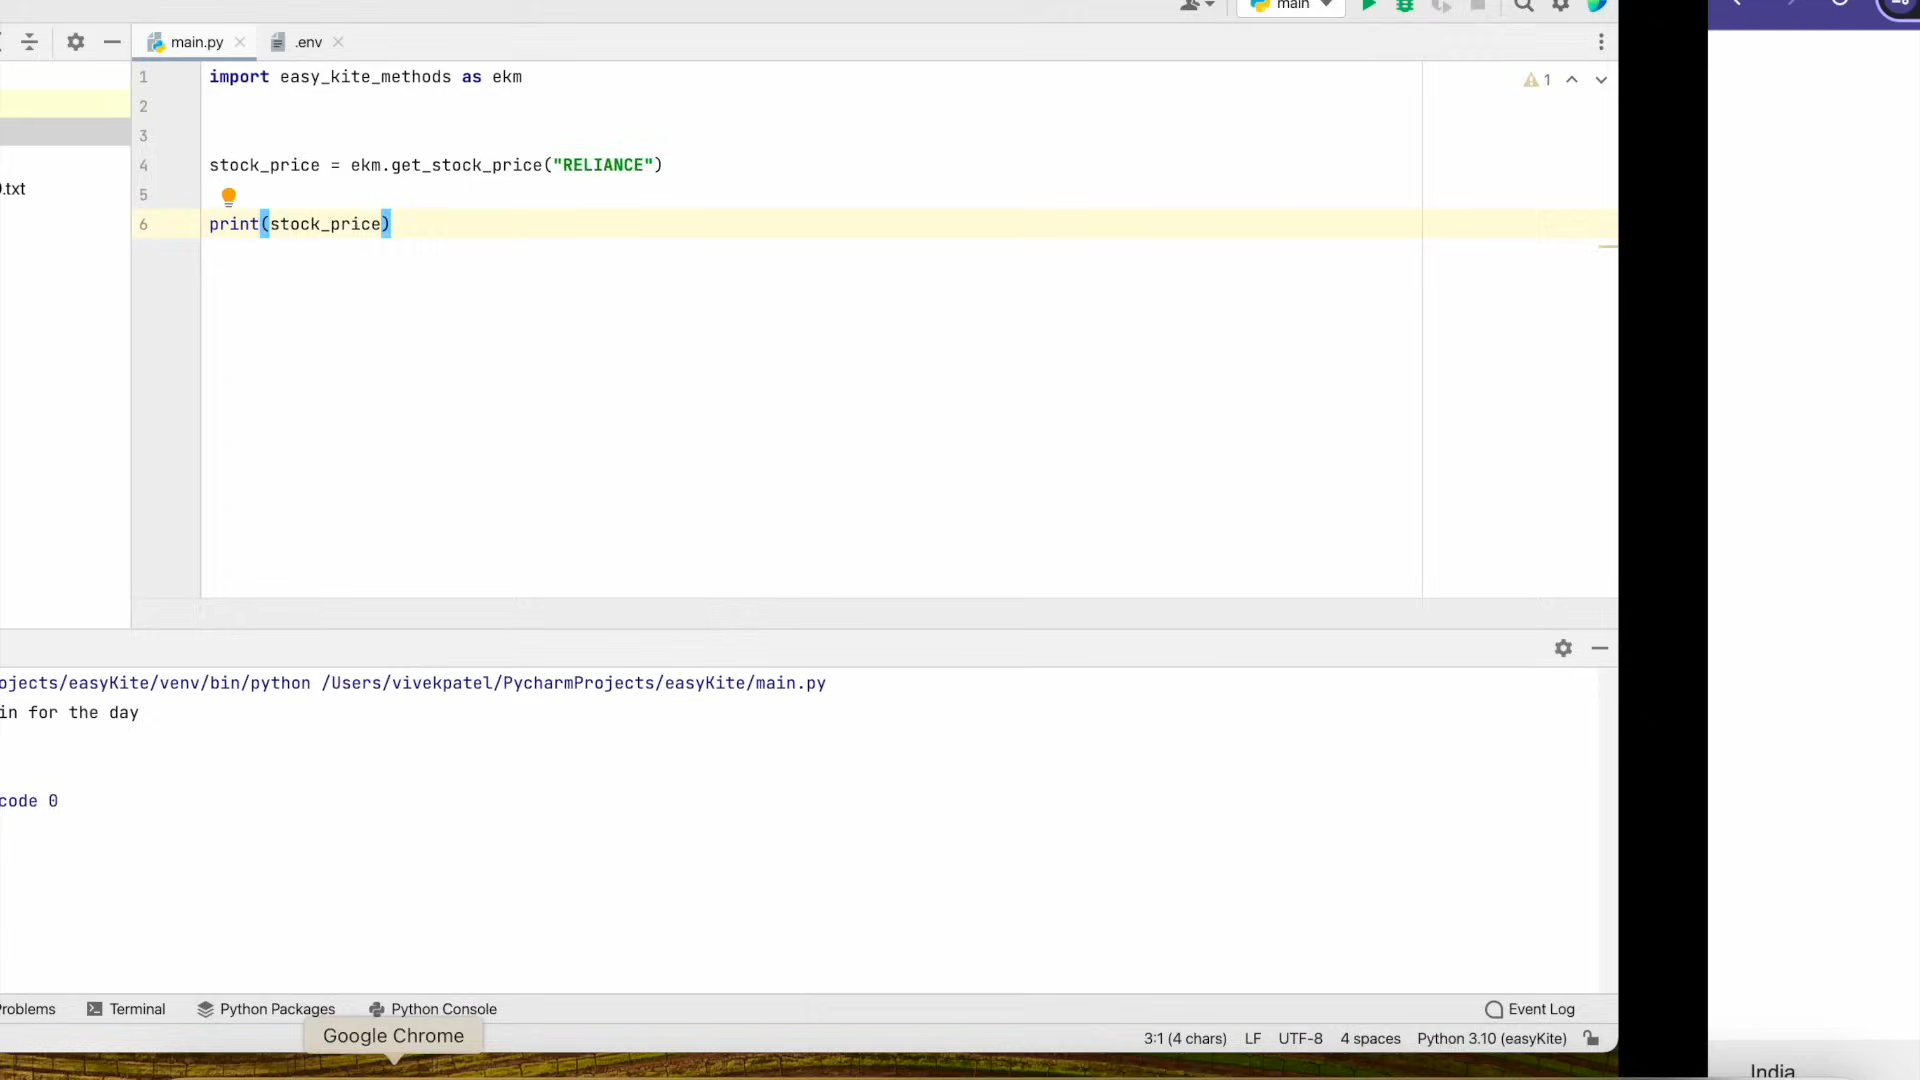 main
main.py
.env
1 import easy_kite_methods as ekm
1
2
3
.txt
4 stock_price = ekm.get_stock_price("RELIANCE")
5
6 print(stock_price)
ojects/easyKite/venv/bin/python /Users/vivekpatel/PycharmProjects/easyKite/main.py
in for the day
code 0
roblems
Terminal
Python Packages
Python Console
Event Log
Google Chrome
3:1 (4 chars)
LF
UTF-8
4 spaces
Python 3.10 (easyKite)
India